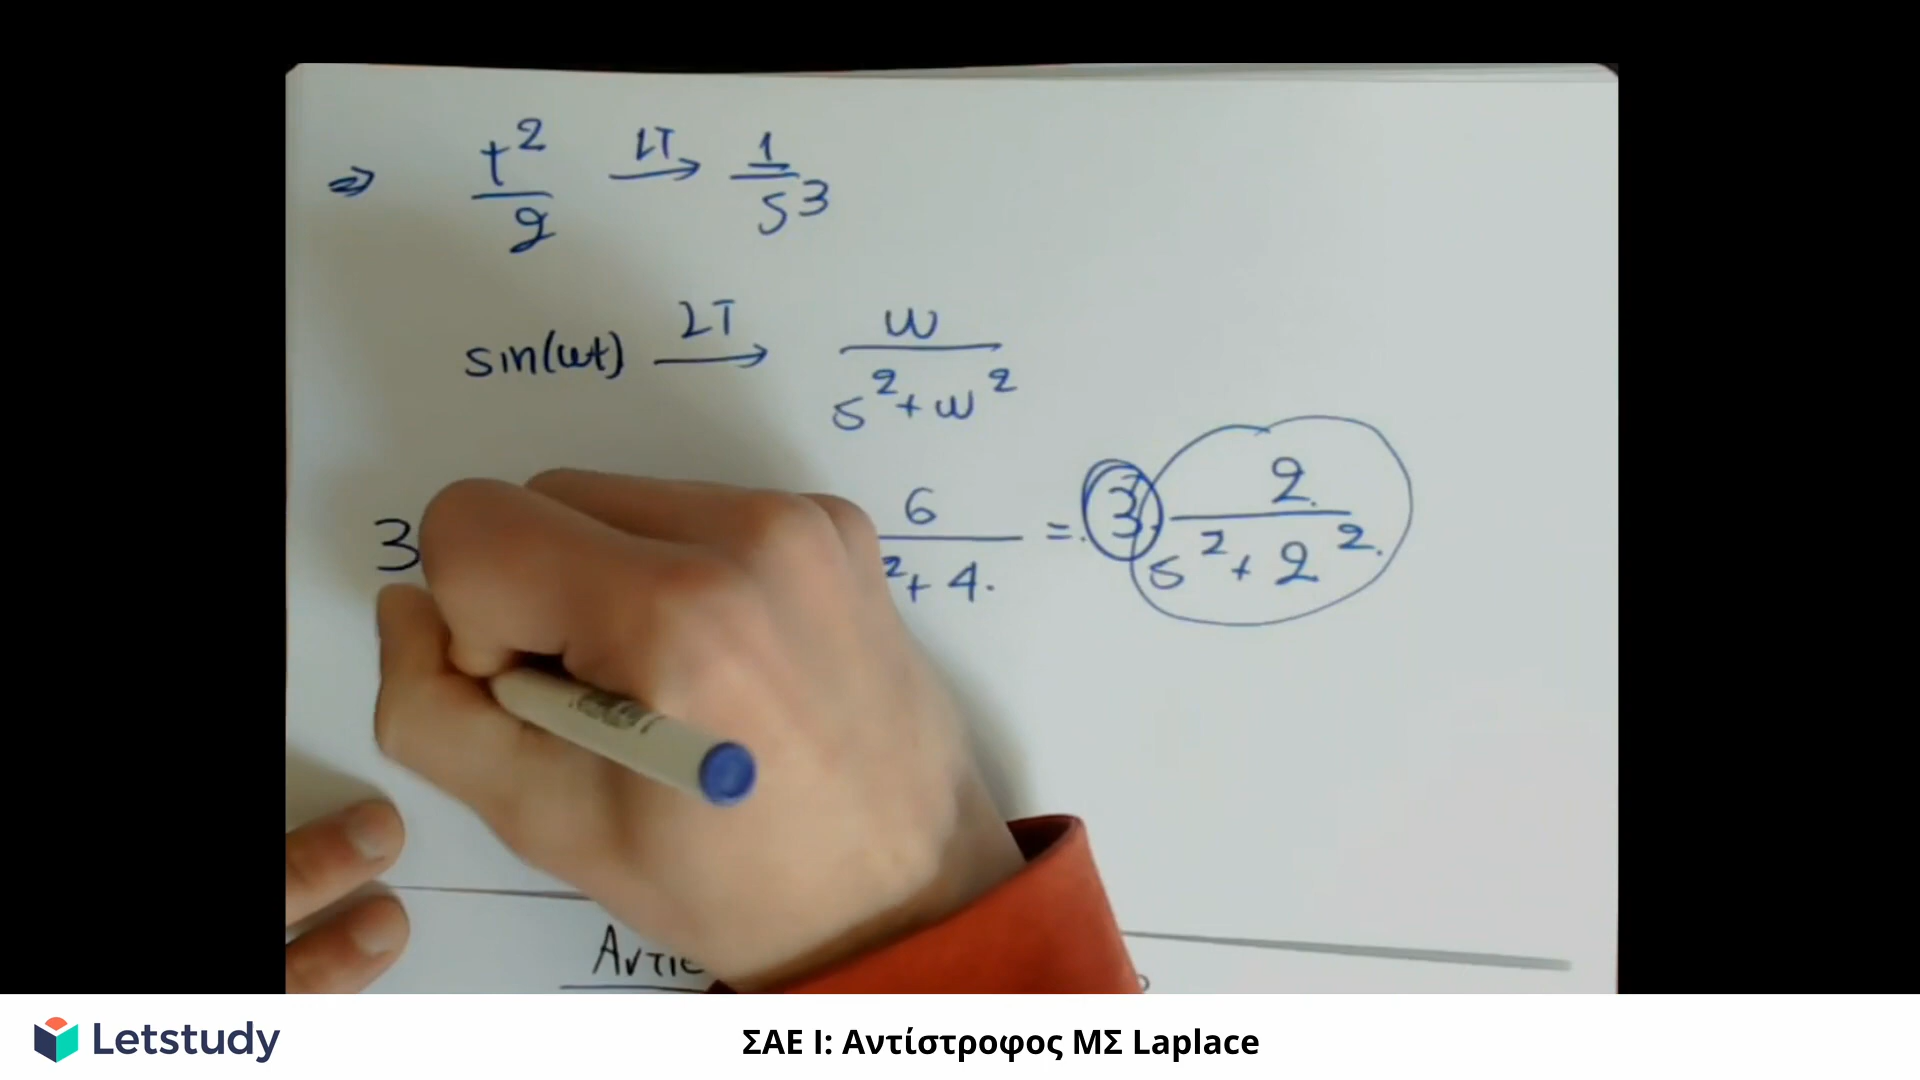 ⇒ t²/2 LT→ 1/s³
sin(ωt) LT→ ω/(s²+ω²)
3 6/ ²+4. = 3. 2/(s²+2²)
Letstudy
ΣΑΕ Ι: Αντίστροφος ΜΣ Laplace